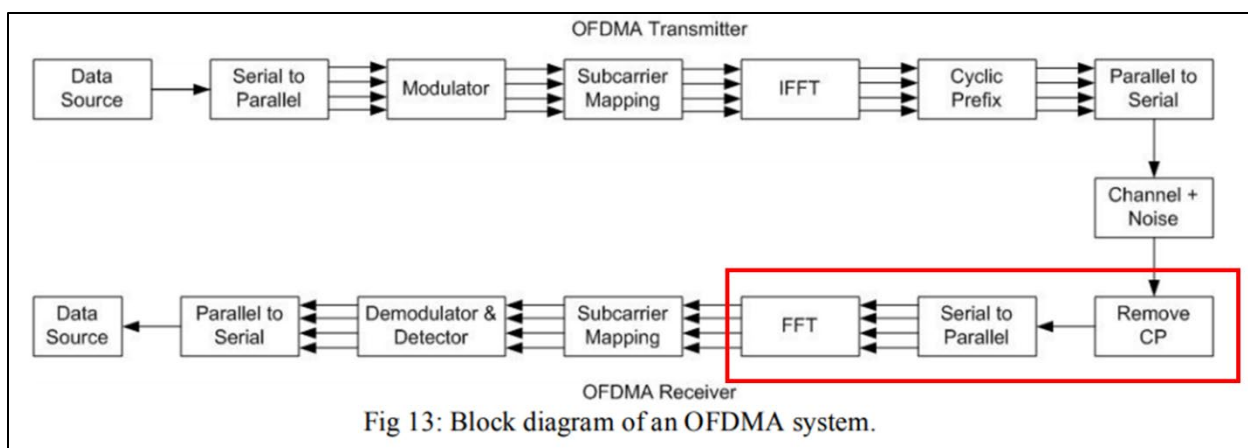 OFDMA Transmitter
Data
Source
Serial to
Parallel
Modulator
Subcarrier
Mapping
IFFT
Cyclic
Prefix
Parallel to
Serial
Channel +
Noise
Data
Source
Parallel to
Serial
Demodulator &
Detector
Subcarrier
Mapping
FFT
Serial to
Parallel
Remove
CP
OFDMA Receiver
Fig 13: Block diagram of an OFDMA system.